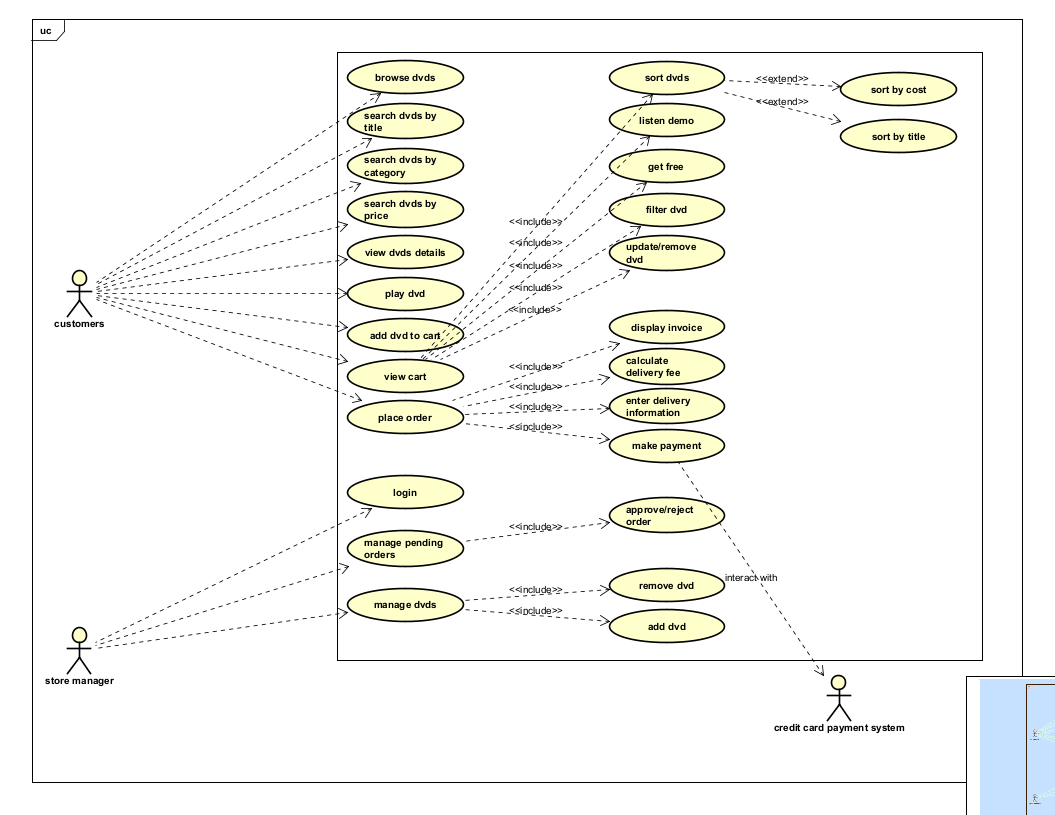 uc
browse dvds
search dvds by
title
search dvds by
category
search dvds by
price
view dvds details
play dvd
add dvd to cart
view cart
place order
login
manage pending
orders
manage dvds
sort dvds
listen demo
get free
filter dvd
update/remove
dvd
display invoice
calculate
delivery fee
enter delivery
information
make payment
approve/reject
order
remove dvd
add dvd
sort by cost
sort by title
<<extend>>
<<extend>>
<<include>>
<<include>>
<<include>>
<<include>>
<<include>>
<<include>>
<<include>>
<<include>>
<<include>>
<<include>>
<<include>>
<<include>>
interact with
customers
store manager
credit card payment system